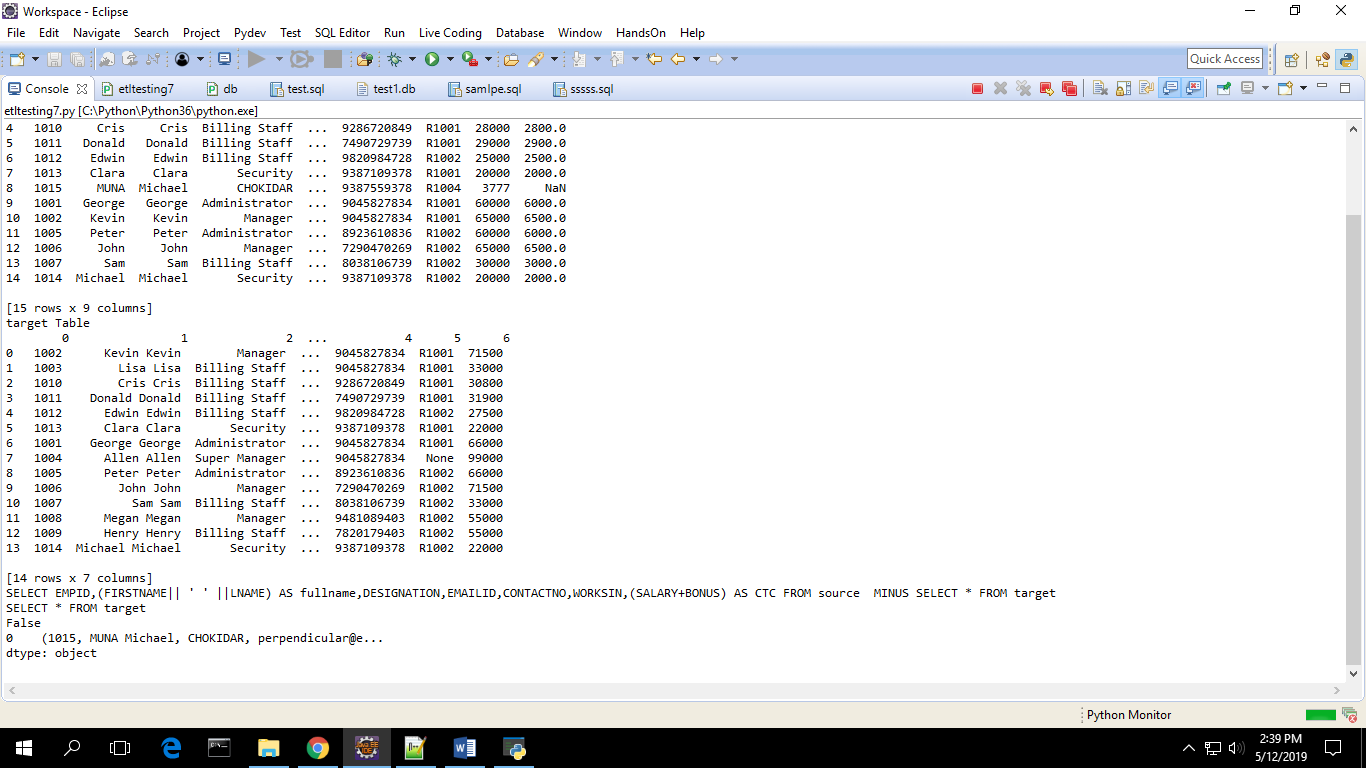 Workspace - Eclipse
File Edit Navigate Search Project Pydev Test SQL Editor Run Live Coding Database Window HandsOn Help
Quick Access
Console etltesting7 db test.sql test1.db samlpe.sql sssss.sql
etltesting7.py [C:\Python\Python36\python.exe]
4 1010 Cris Cris Billing Staff ... 9286720849 R1001 28000 2800.0
5 1011 Donald Donald Billing Staff ... 7490729739 R1001 29000 2900.0
6 1012 Edwin Edwin Billing Staff ... 9820984728 R1002 25000 2500.0
7 1013 Clara Clara Security ... 9387109378 R1001 20000 2000.0
8 1015 MUNA Michael CHOKIDAR ... 9387559378 R1004 3777 NaN
9 1001 George George Administrator ... 9045827834 R1001 60000 6000.0
10 1002 Kevin Kevin Manager ... 9045827834 R1001 65000 6500.0
11 1005 Peter Peter Administrator ... 8923610836 R1002 60000 6000.0
12 1006 John John Manager ... 7290470269 R1002 65000 6500.0
13 1007 Sam Sam Billing Staff ... 8038106739 R1002 30000 3000.0
14 1014 Michael Michael Security ... 9387109378 R1002 20000 2000.0
[15 rows x 9 columns]
target Table
0 1 2 ... 4 5 6
0 1002 Kevin Kevin Manager ... 9045827834 R1001 71500
1 1003 Lisa Lisa Billing Staff ... 9045827834 R1001 33000
2 1010 Cris Cris Billing Staff ... 9286720849 R1001 30800
3 1011 Donald Donald Billing Staff ... 7490729739 R1001 31900
4 1012 Edwin Edwin Billing Staff ... 9820984728 R1002 27500
5 1013 Clara Clara Security ... 9387109378 R1001 22000
6 1001 George George Administrator ... 9045827834 R1001 66000
7 1004 Allen Allen Super Manager ... 9045827834 None 99000
8 1005 Peter Peter Administrator ... 8923610836 R1002 66000
9 1006 John John Manager ... 7290470269 R1002 71500
10 1007 Sam Sam Billing Staff ... 8038106739 R1002 33000
11 1008 Megan Megan Manager ... 9481089403 R1002 55000
12 1009 Henry Henry Billing Staff ... 7820179403 R1002 55000
13 1014 Michael Michael Security ... 9387109378 R1002 22000
[14 rows x 7 columns]
SELECT EMPID,(FIRSTNAME|| ' ' ||LNAME) AS fullname,DESIGNATION,EMAILID,CONTACTNO,WORKSIN,(SALARY+BONUS) AS CTC FROM source  MINUS SELECT * FROM target
SELECT * FROM target
False
0 (1015, MUNA Michael, CHOKIDAR, perpendicular@e...
dtype: object
Python Monitor
2:39 PM
5/12/2019